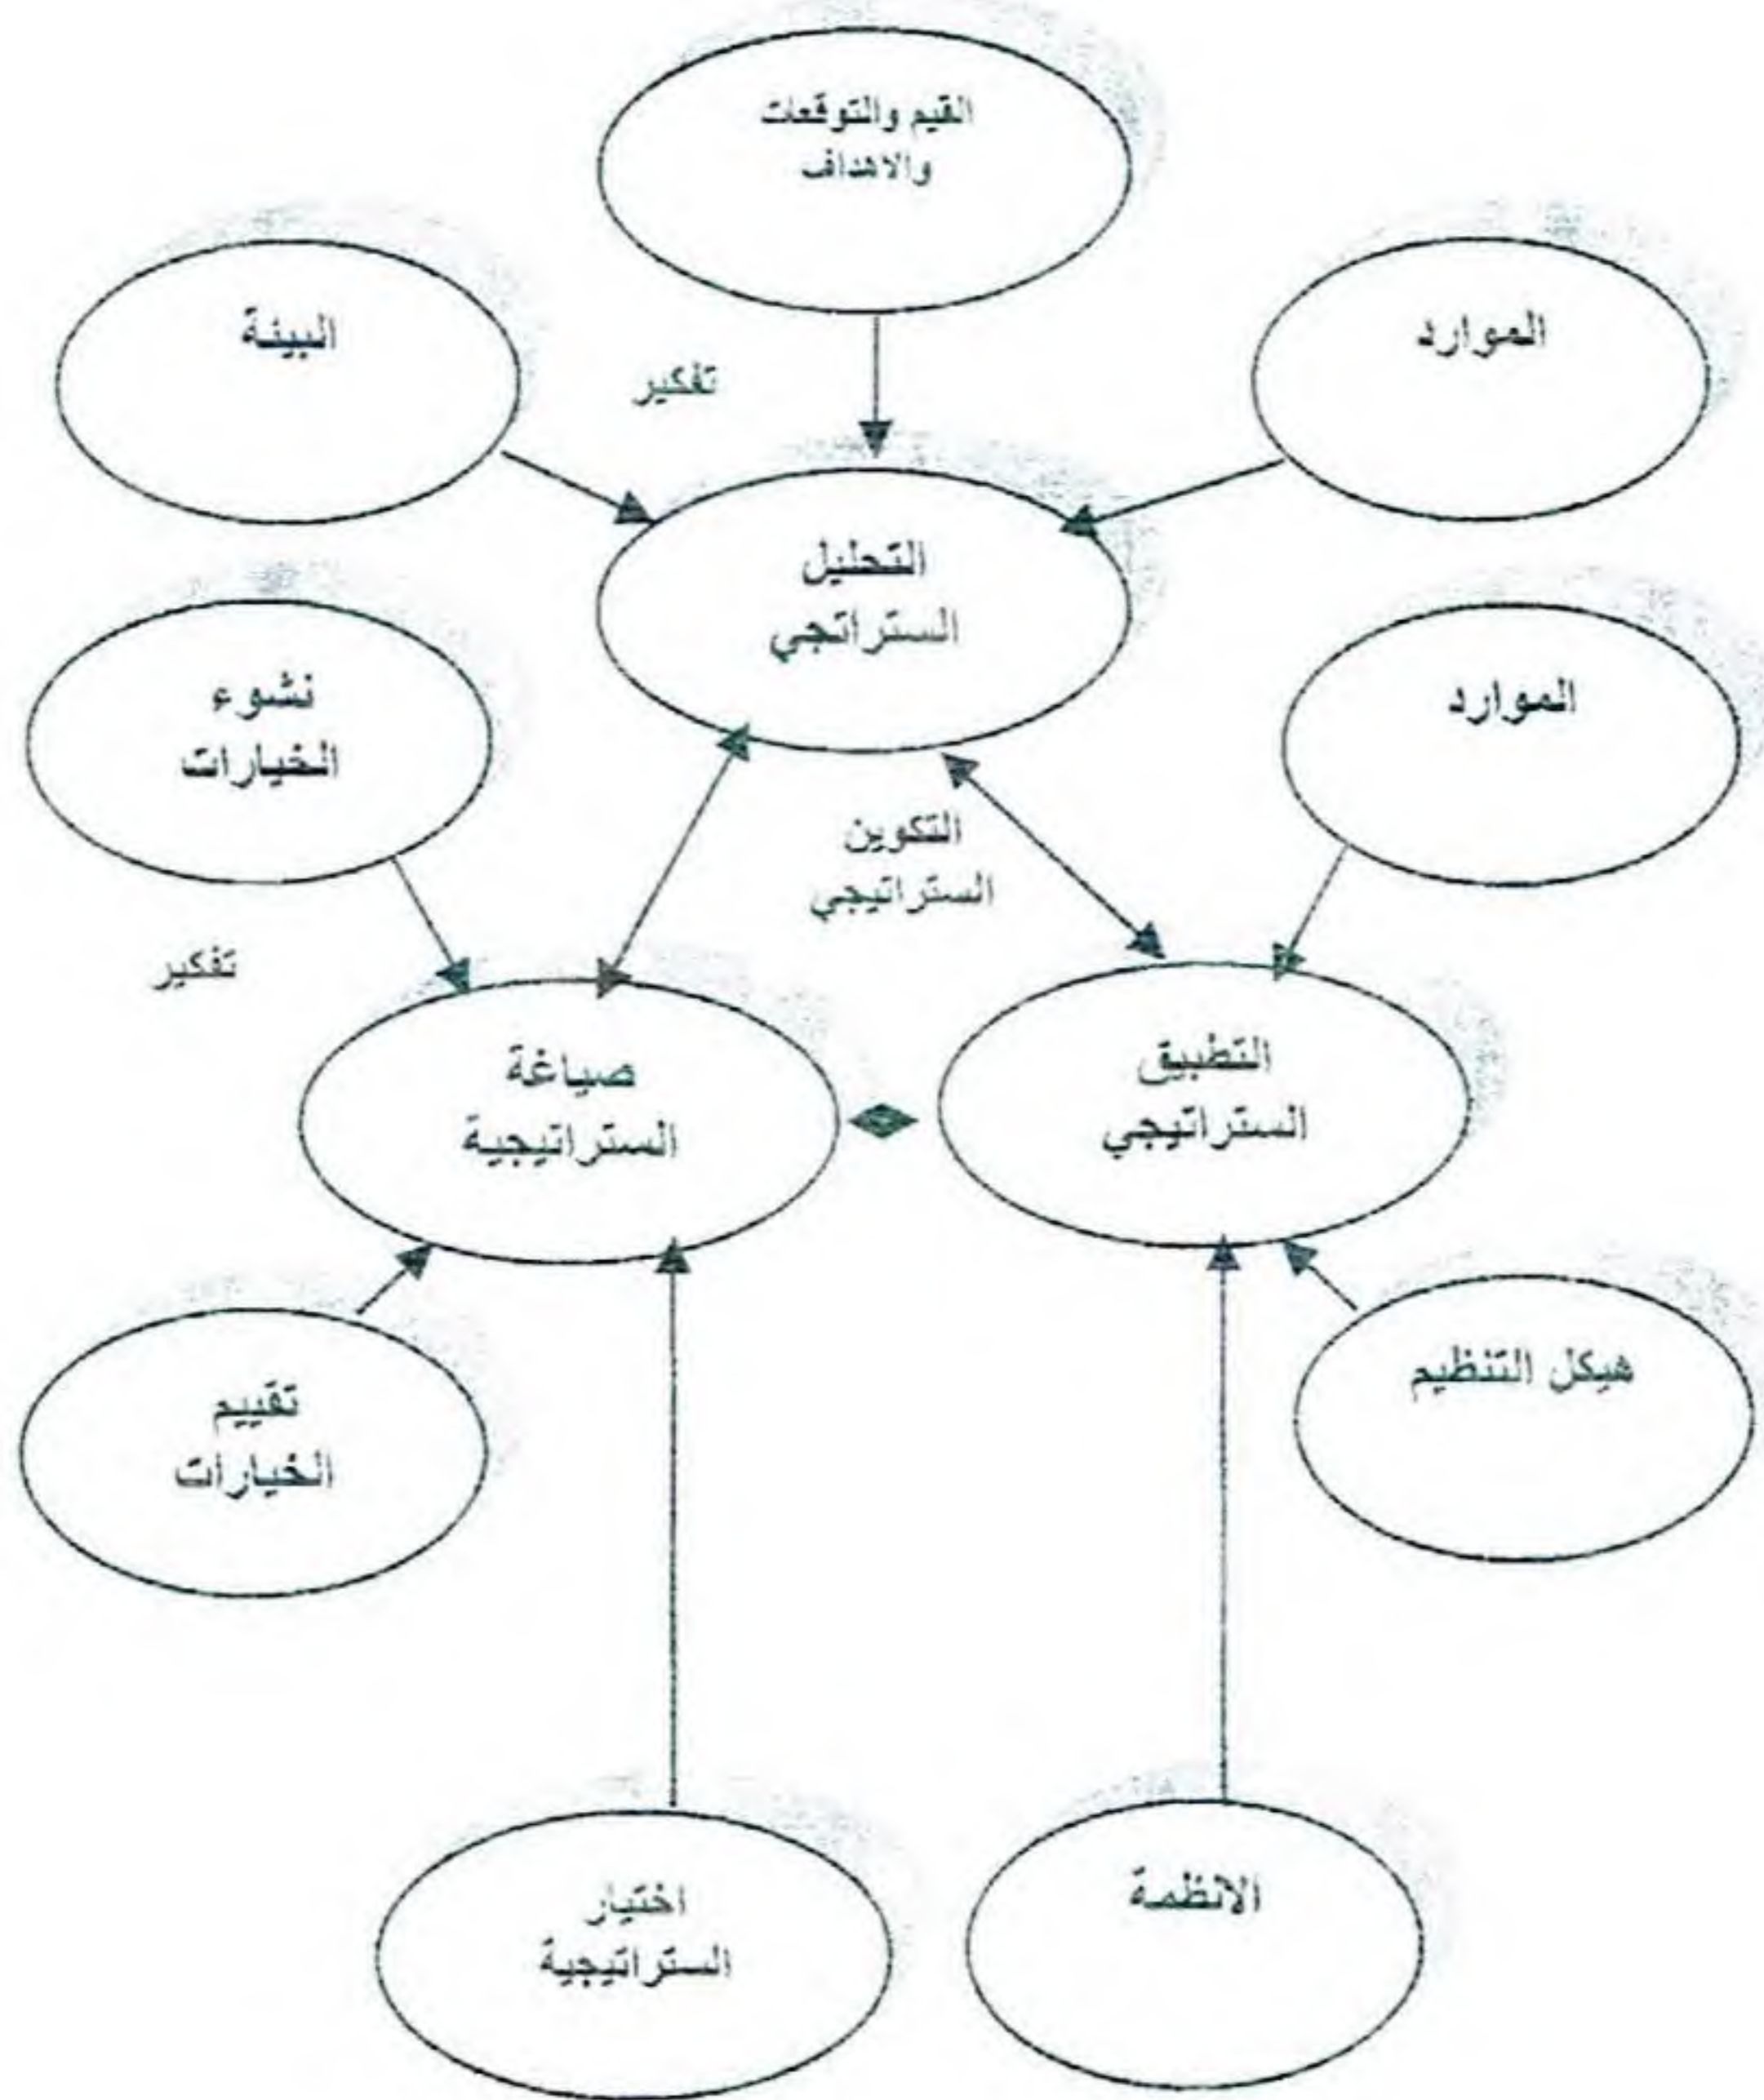 القيم والتوقعات
والاهداف
البيئة
الموارد
تفكير
التحليل
الستراتجي
نشوء
الخيارات
الموارد
التكوين
الستراتيجي
تفكير
صياغة
الستراتيجية
التطبيق
الستراتيجي
تقييم
الخيارات
هيكل التنظيم
اختيار
الستراتيجية
الانظمة